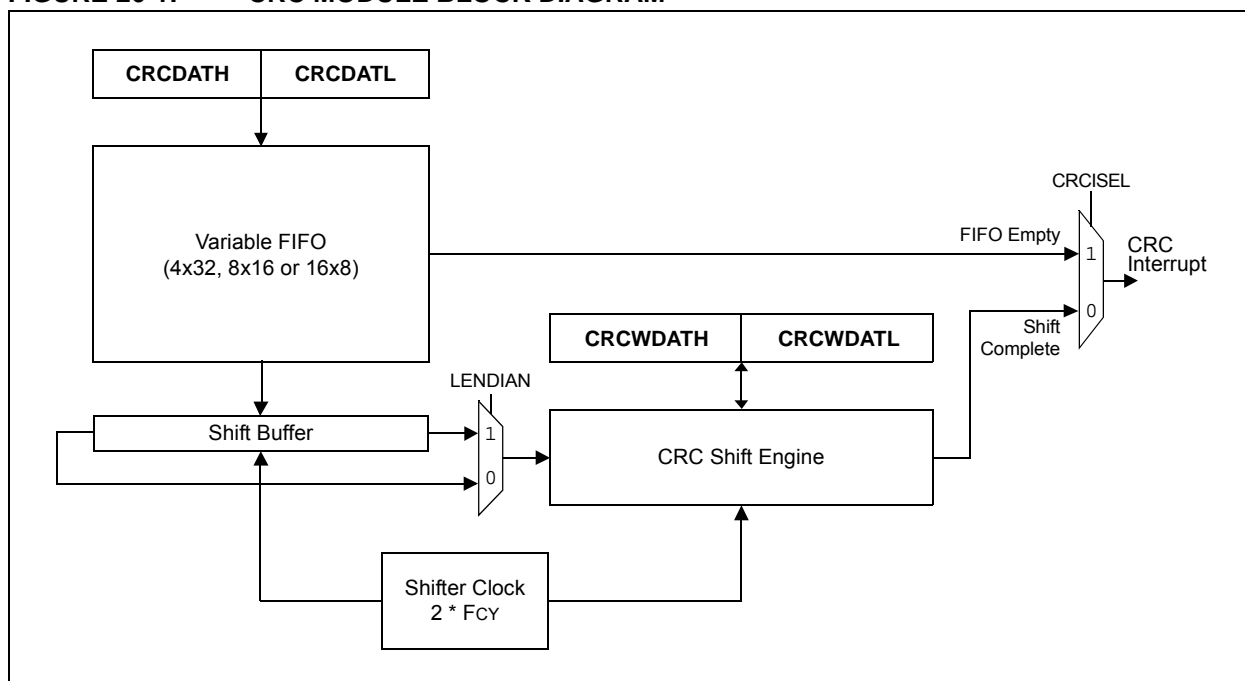 CRCDATH CRCDATL
Variable FIFO
(4x32, 8x16 or 16x8)
CRCISEL
FIFO Empty
1
CRC
Interrupt
0
Shift
Complete
CRCWDATH CRCWDATL
LENDIAN
Shift Buffer
1
0
CRC Shift Engine
Shifter Clock
2 * FCY